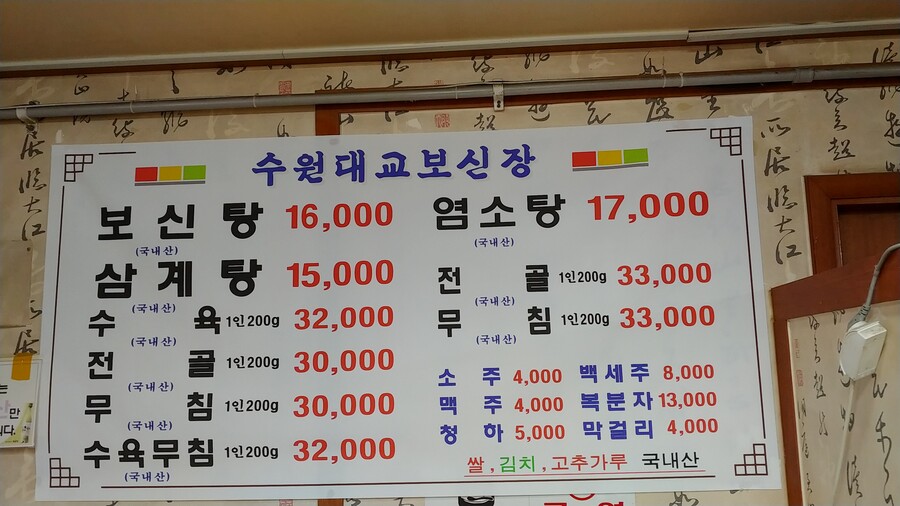 수원대교보신장
보신탕 16,000
(국내산)
삼계탕 15,000
(국내산)
수육 1인200g 32,000
(국내산)
전골 1인200g 30,000
(국내산)
무침 1인200g 30,000
(국내산)
수육무침 1인200g 32,000
(국내산)
염소탕 17,000
(국내산)
전골 1인200g 33,000
(국내산)
무침 1인200g 33,000
(국내산)
소주 4,000 백세주 8,000
맥주 4,000 복분자 13,000
청하 5,000 막걸리 4,000
쌀, 김치, 고추가루 국내산